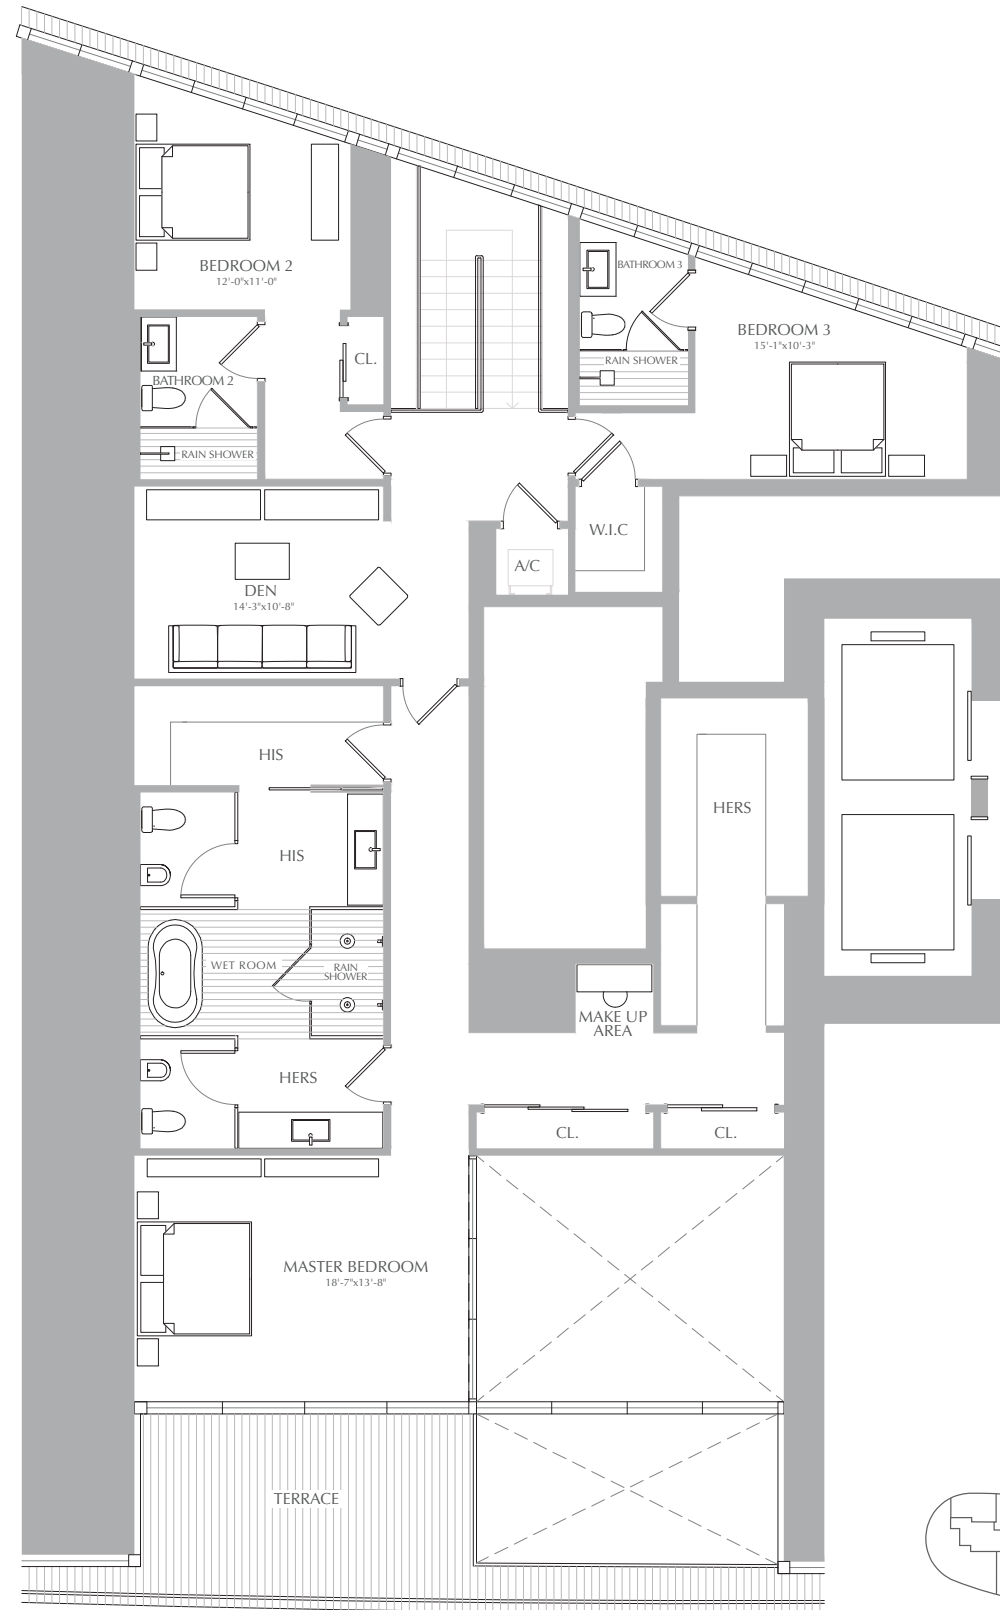 BEDROOM 2
12'-0"x11'-0"
BATHROOM 3
BEDROOM 3
15'-1"x10'-3"
CL.
RAIN SHOWER
BATHROOM 2
RAIN SHOWER
W.I.C
A/C
DEN
14'-3"x10'-8"
HIS
HERS
HIS
WET ROOM
RAIN
SHOWER
MAKE UP
AREA
HERS
CL.
CL.
MASTER BEDROOM
18'-7"x13'-8"
TERRACE